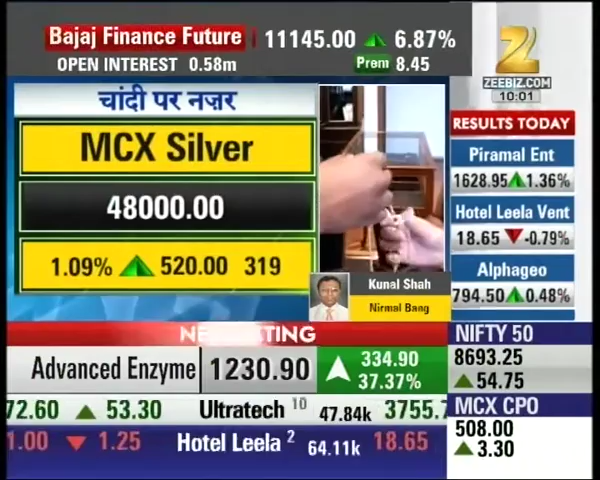 Bajaj Finance Future 11145.00 6.87%
OPEN INTEREST 0.58m Prem 8.45
ZEEBIZ.COM
10:01
चांदी पर नज़र
MCX Silver
48000.00
1.09% 520.00 319
Kunal Shah
Nirmal Bang
RESULTS TODAY
Piramal Ent
1628.95 1.36%
Hotel Leela Vent
18.65 -0.79%
Alphageo
794.50 0.48%
Advanced Enzyme 1230.90 334.90
37.37%
NIFTY 50
8693.25
54.75
72.60 53.30 Ultratech 10 47.84k 3755.7
1.00 1.25 Hotel Leela 2 64.11k 18.65
MCX CPO
508.00
3.30